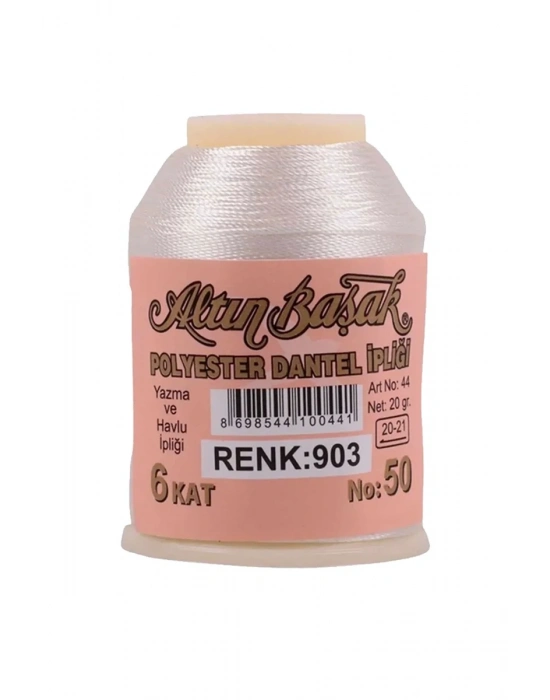 Altın Başak ®
POLYESTER DANTEL İPLİĞİ
Yazma
ve
Havlu
İpliği
8 698544 100441
Art No: 44
Net: 20 gr.
20-21
RENK:903
6 KAT
No: 50